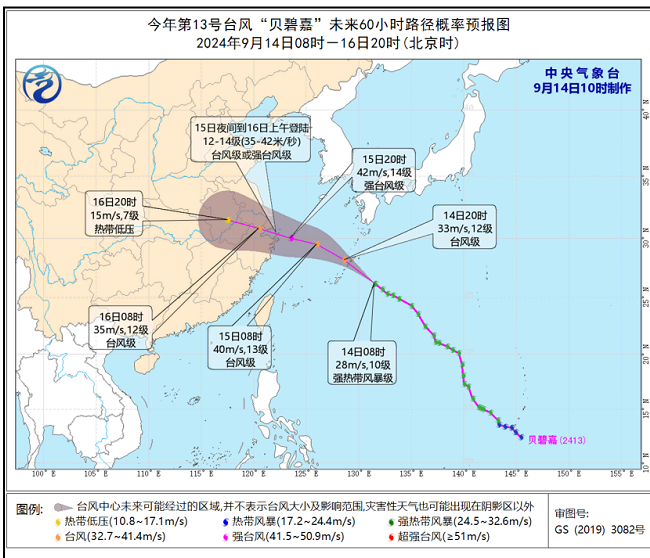 今年第13号台风“贝碧嘉”未来60小时路径概率预报图
2024年9月14日08时－16日20时(北京时)
中央气象台
9月14日10时制作
15日夜间到16日上午登陆
12-14级(35-42米/秒)
台风级或强台风级
15日20时
42m/s,14级
强台风级
16日20时
15m/s,7级
热带低压
14日20时
33m/s,12级
台风级
16日08时
35m/s,12级
台风级
15日08时
40m/s,13级
台风级
14日08时
28m/s,10级
强热带风暴级
贝碧嘉(2413)
40°N
35°N
30°N
25°N
20°N
15°N
10°N
100°E
105°E
110°E
115°E
120°E
125°E
130°E
135°E
140°E
145°E
155°E
图例:
台风中心未来可能经过的区域,并不表示台风大小及影响范围,灾害性天气也可能出现在阴影区以外
热带低压(10.8~17.1m/s)
热带风暴(17.2~24.4m/s)
强热带风暴(24.5~32.6m/s)
台风(32.7~41.4m/s)
强台风(41.5~50.9m/s)
超强台风(≥51m/s)
审图号:
GS (2019) 3082号